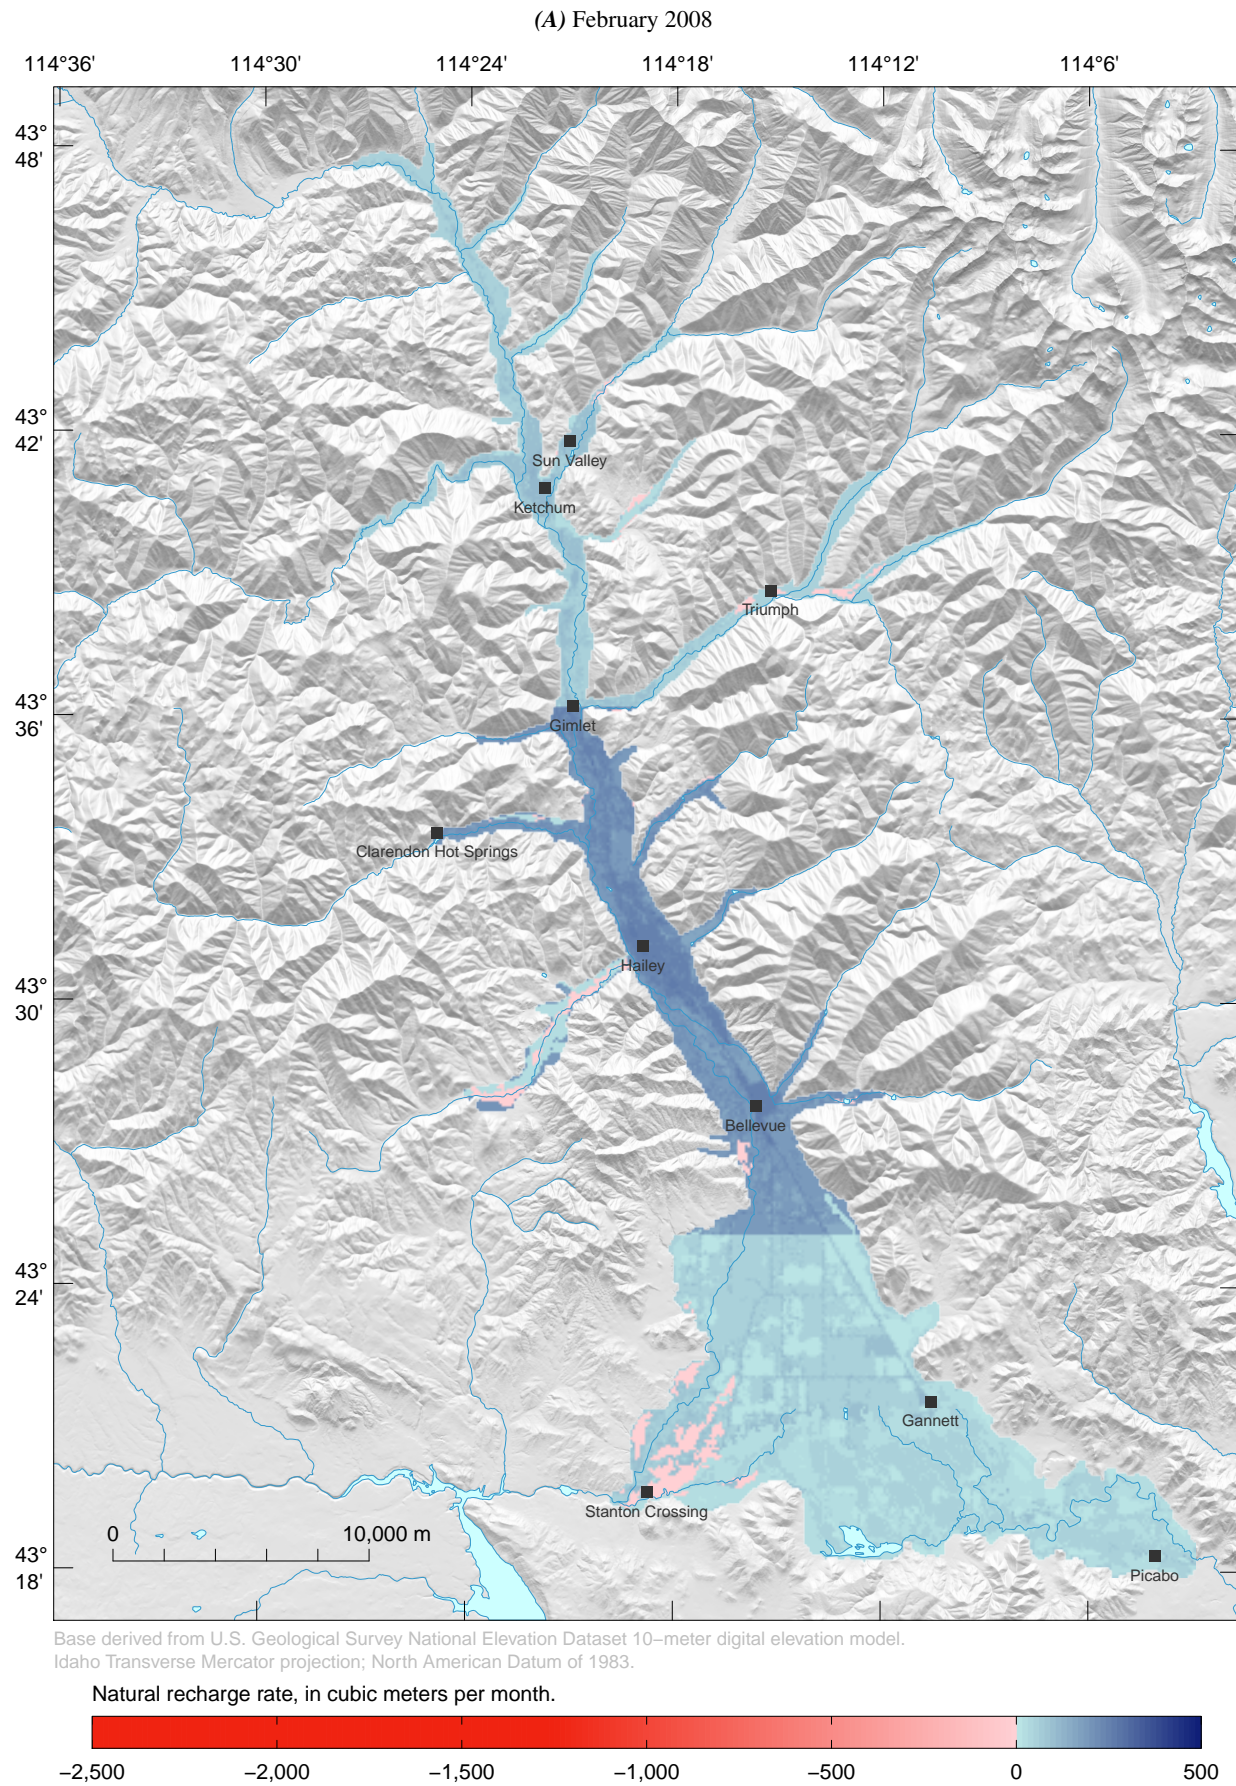 (A) February 2008
114°36' 114°30' 114°24' 114°18' 114°12' 114°6'
43°
48'
43°
42'
Sun Valley
Ketchum
Triumph
43°
36'
Gimlet
Clarendon Hot Springs
Hailey
43°
30'
Bellevue
43°
24'
Gannett
Stanton Crossing
0 10,000 m
43°
18'
Picabo
Base derived from U.S. Geological Survey National Elevation Dataset 10−meter digital elevation model.
Idaho Transverse Mercator projection; North American Datum of 1983.
Natural recharge rate, in cubic meters per month.
−2,500 −2,000 −1,500 −1,000 −500 0 500